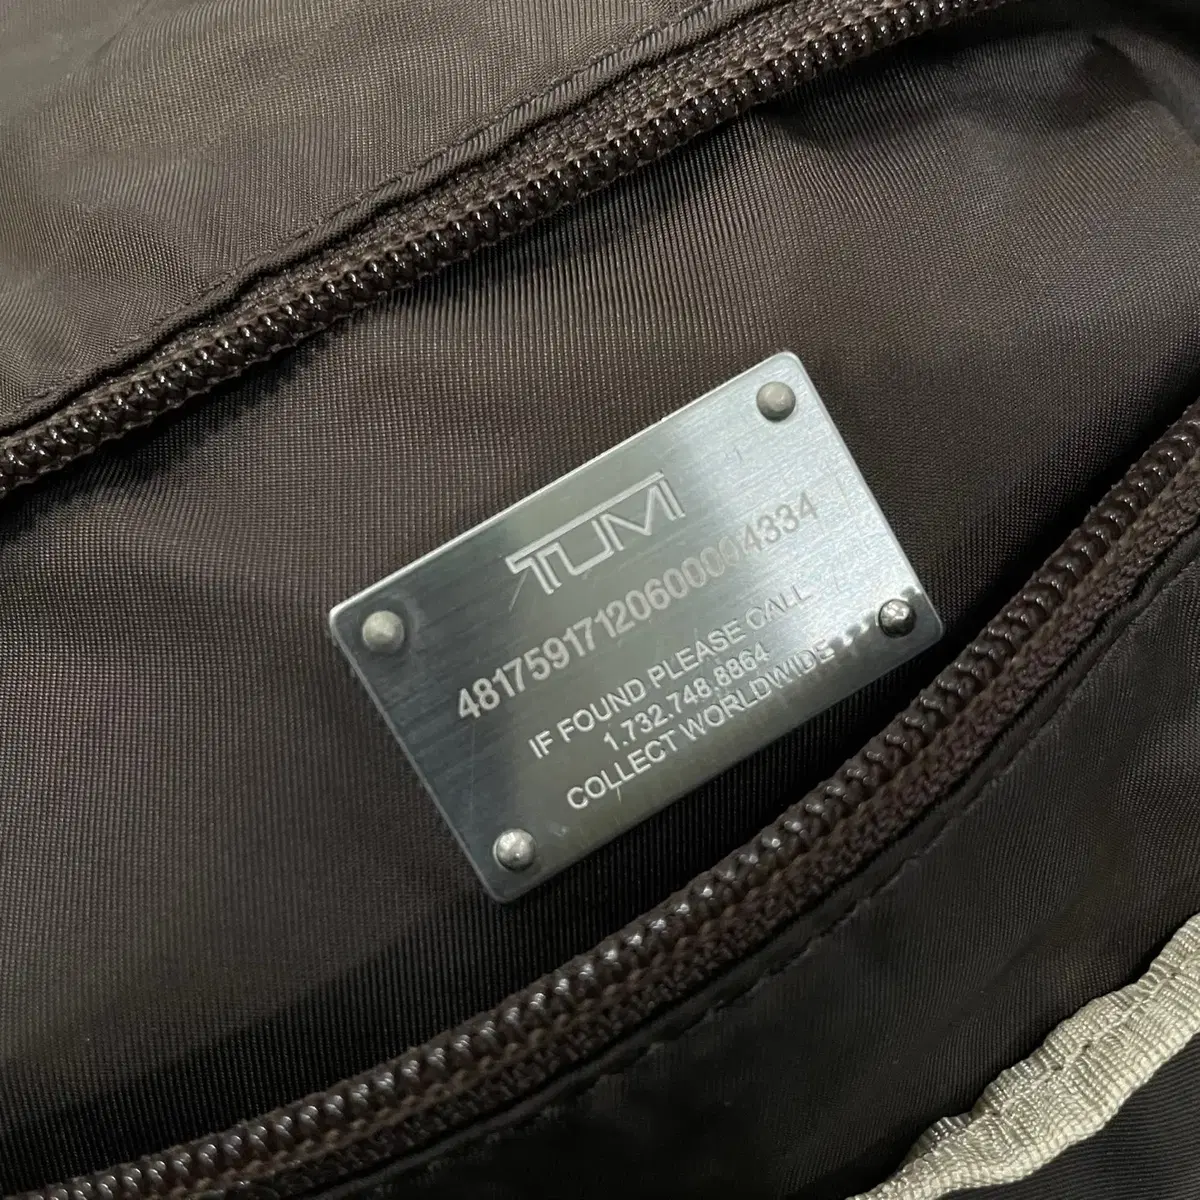 TUMI
48175917120600004334
IF FOUND PLEASE CALL
1.732.748.8864
COLLECT WORLDWIDE